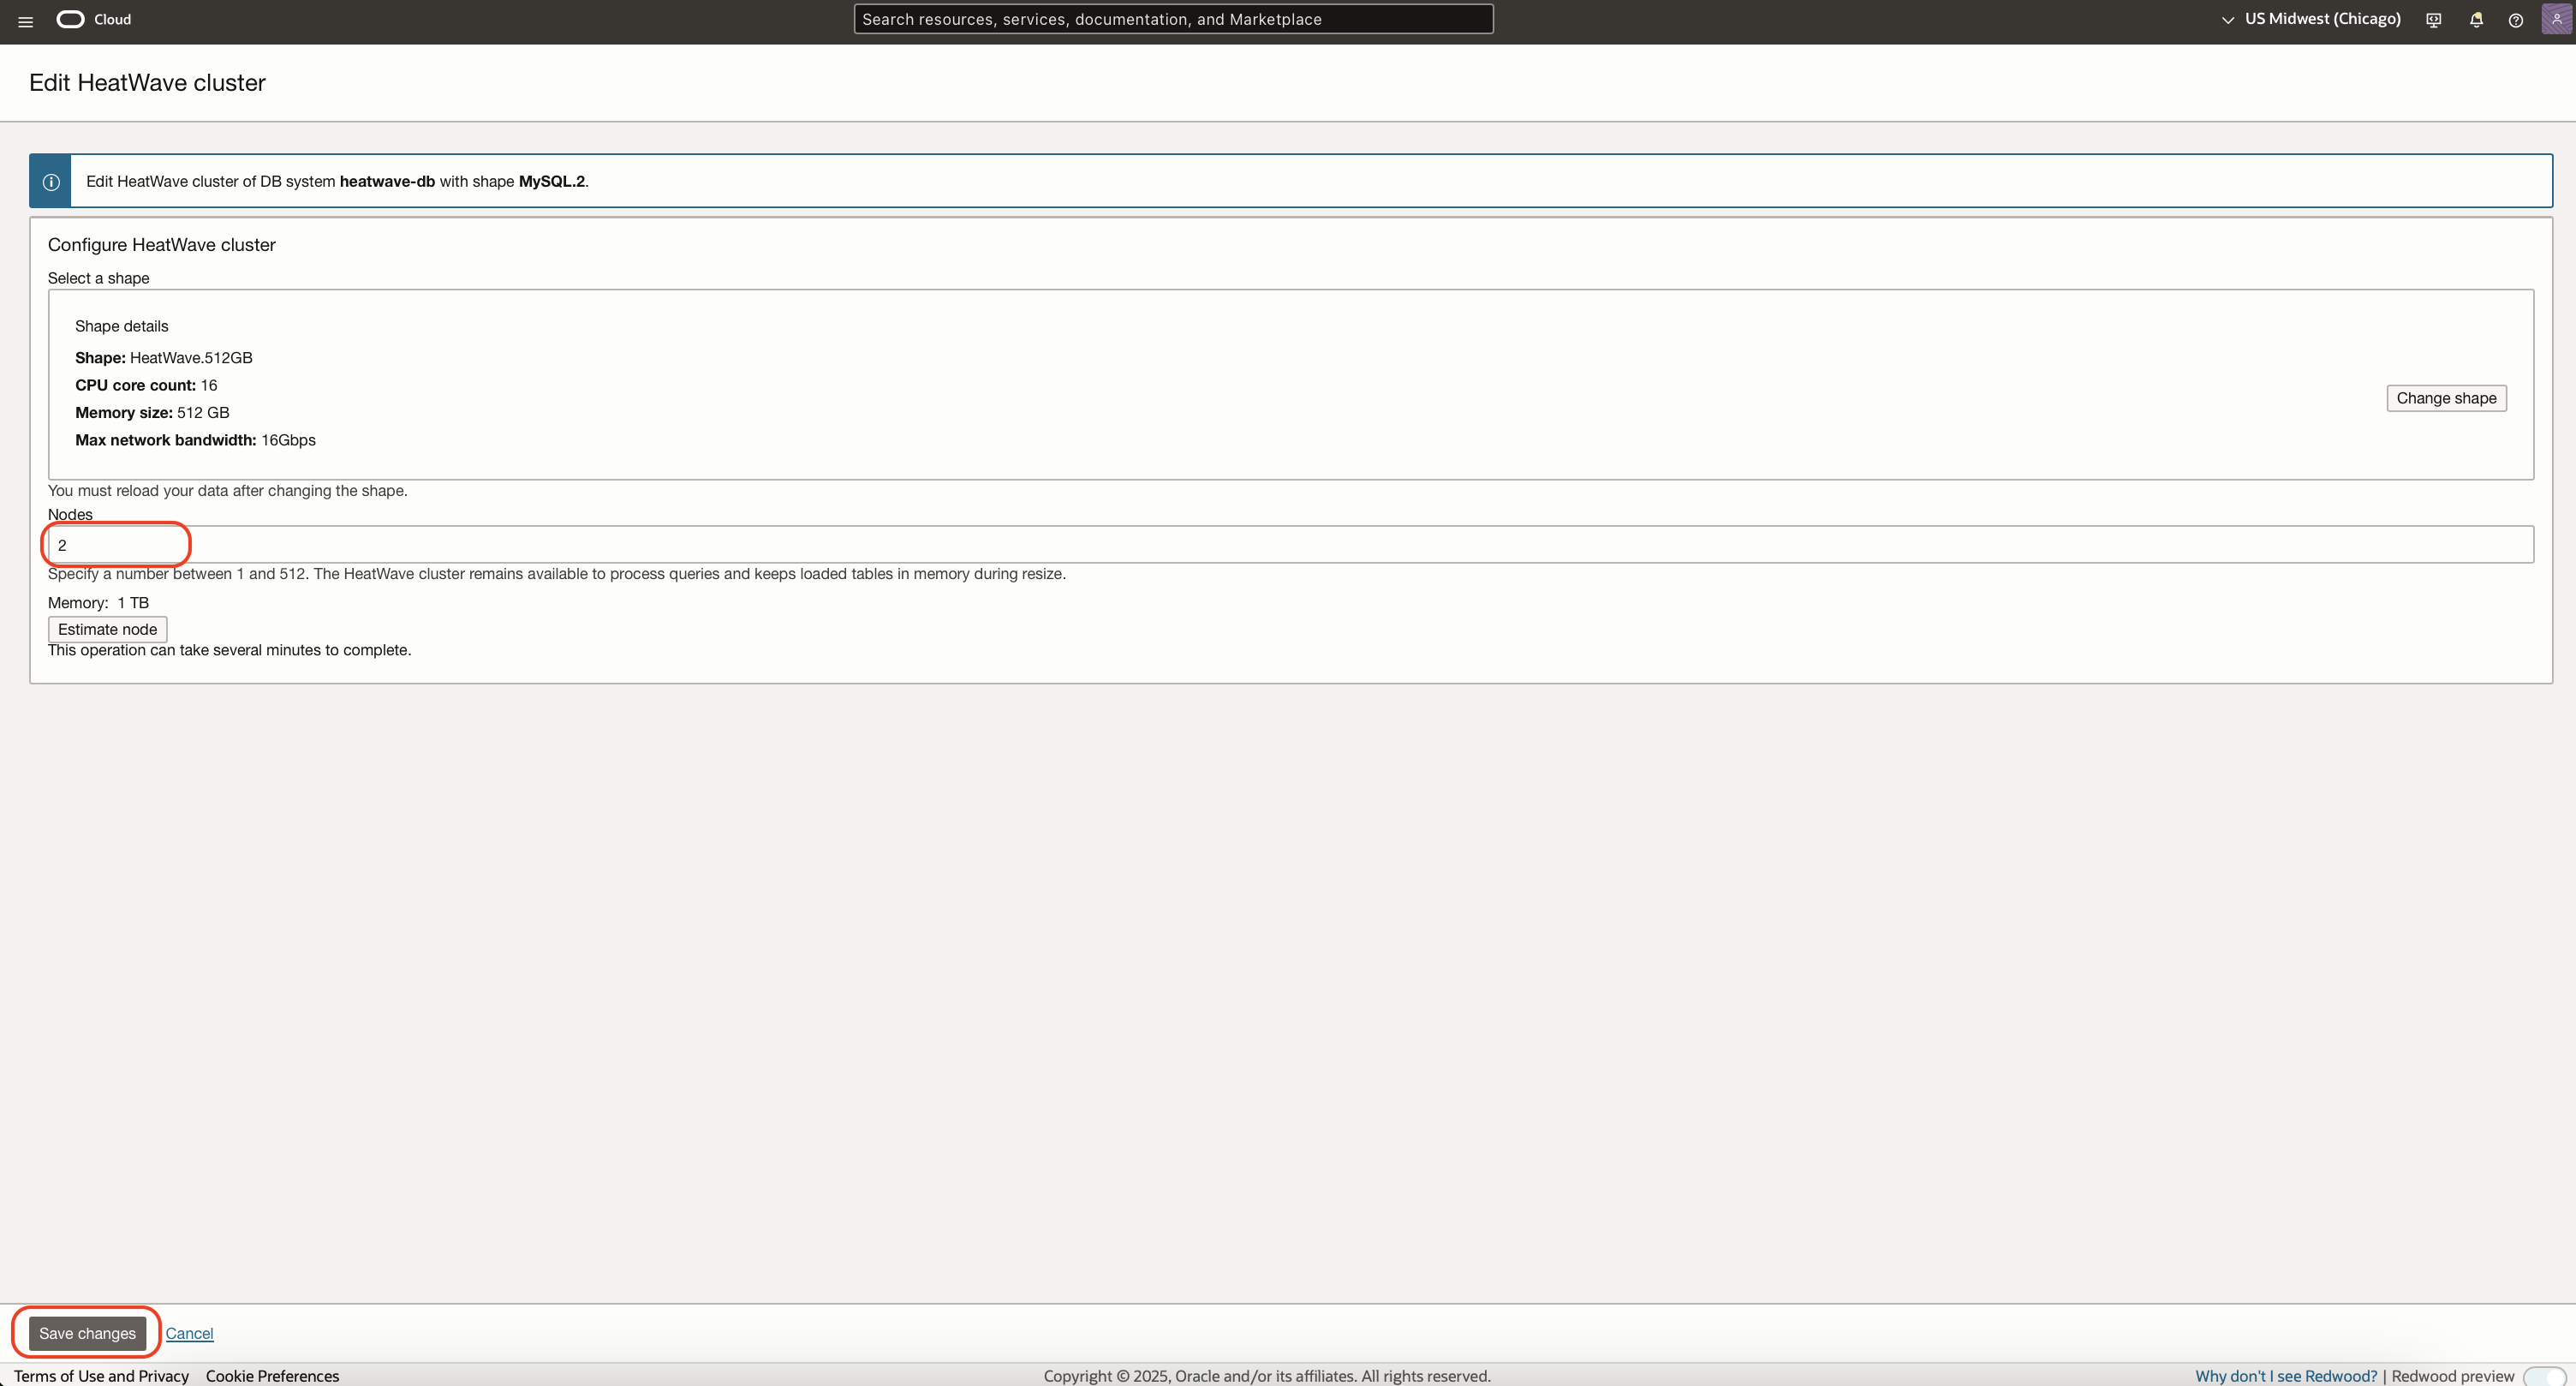 Cloud
Search resources, services, documentation, and Marketplace
US Midwest (Chicago)
Edit HeatWave cluster
Edit HeatWave cluster of DB system heatwave-db with shape MySQL.2.
Configure HeatWave cluster
Select a shape
Shape details
Shape: HeatWave.512GB
CPU core count: 16
Memory size: 512 GB
Max network bandwidth: 16Gbps
Change shape
You must reload your data after changing the shape.
Nodes
2
Specify a number between 1 and 512. The HeatWave cluster remains available to process queries and keeps loaded tables in memory during resize.
Memory: 1 TB
Estimate node
This operation can take several minutes to complete.
Save changes Cancel
Terms of Use and Privacy Cookie Preferences
Copyright © 2025, Oracle and/or its affiliates. All rights reserved.
Why don't I see Redwood? | Redwood preview